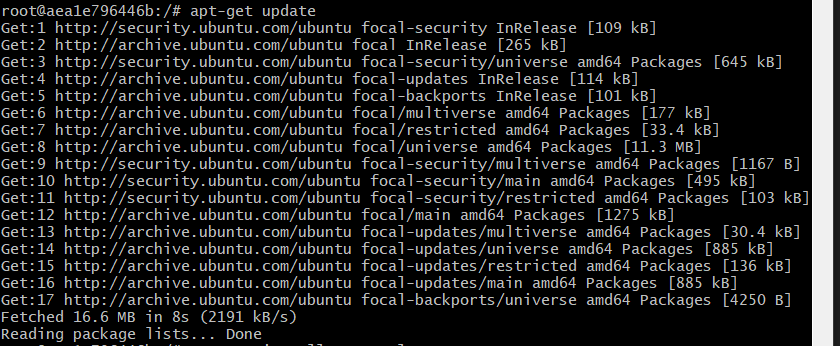 root@aea1e796446b:/# apt-get update
Get:1 http://security.ubuntu.com/ubuntu focal-security InRelease [109 kB]
Get:2 http://archive.ubuntu.com/ubuntu focal InRelease [265 kB]
Get:3 http://security.ubuntu.com/ubuntu focal-security/universe amd64 Packages [645 kB]
Get:4 http://archive.ubuntu.com/ubuntu focal-updates InRelease [114 kB]
Get:5 http://archive.ubuntu.com/ubuntu focal-backports InRelease [101 kB]
Get:6 http://archive.ubuntu.com/ubuntu focal/multiverse amd64 Packages [177 kB]
Get:7 http://archive.ubuntu.com/ubuntu focal/restricted amd64 Packages [33.4 kB]
Get:8 http://archive.ubuntu.com/ubuntu focal/universe amd64 Packages [11.3 MB]
Get:9 http://security.ubuntu.com/ubuntu focal-security/multiverse amd64 Packages [1167 B]
Get:10 http://security.ubuntu.com/ubuntu focal-security/main amd64 Packages [495 kB]
Get:11 http://security.ubuntu.com/ubuntu focal-security/restricted amd64 Packages [103 kB]
Get:12 http://archive.ubuntu.com/ubuntu focal/main amd64 Packages [1275 kB]
Get:13 http://archive.ubuntu.com/ubuntu focal-updates/multiverse amd64 Packages [30.4 kB]
Get:14 http://archive.ubuntu.com/ubuntu focal-updates/universe amd64 Packages [885 kB]
Get:15 http://archive.ubuntu.com/ubuntu focal-updates/restricted amd64 Packages [136 kB]
Get:16 http://archive.ubuntu.com/ubuntu focal-updates/main amd64 Packages [885 kB]
Get:17 http://archive.ubuntu.com/ubuntu focal-backports/universe amd64 Packages [4250 B]
Fetched 16.6 MB in 8s (2191 kB/s)
Reading package lists... Done